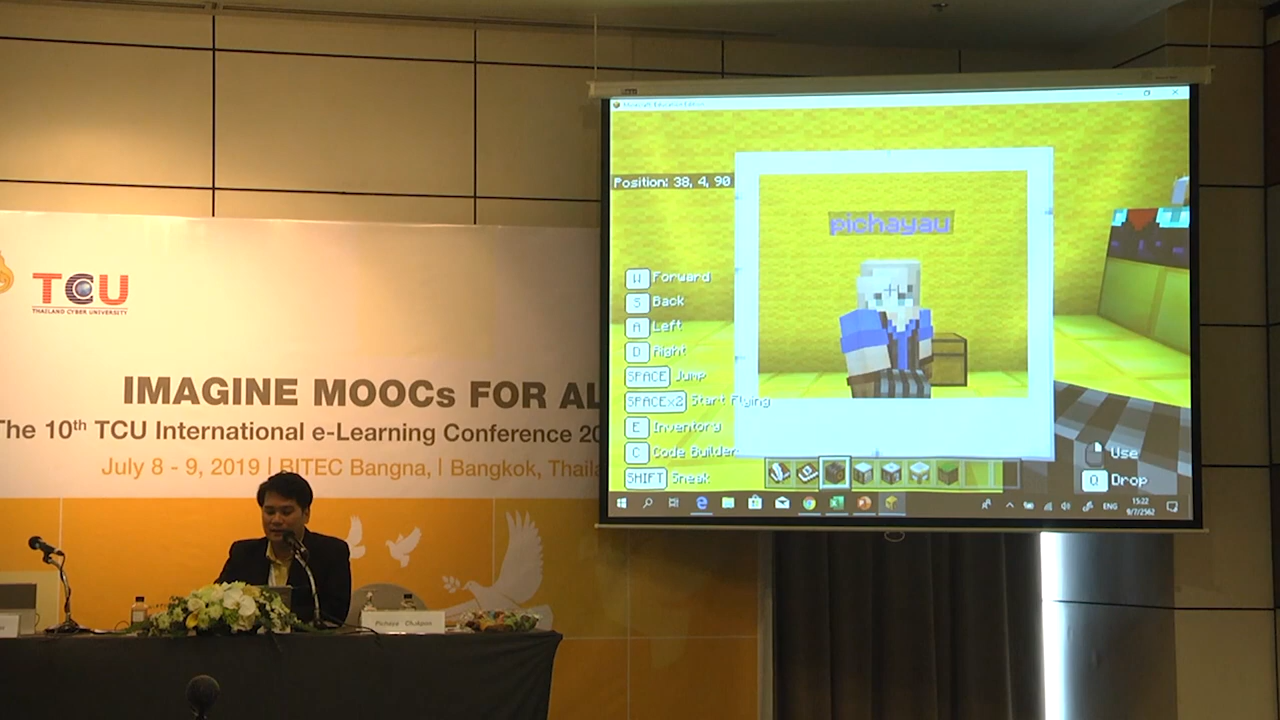 TCU
THAILAND CYBER UNIVERSITY
IMAGINE MOOCs FOR AL
The 10th TCU International e-Learning Conference 20
July 8 - 9, 2019 | BITEC Bangna, | Bangkok, Thaila
Position: 38, 4, 90
pichayau
W Forward
S Back
A Left
D Right
SPACE Jump
SPACEx2 Start Flying
E Inventory
C Code Builder
SHIFT Sneak
Use
Q Drop
ENG
15:22
9/7/2562